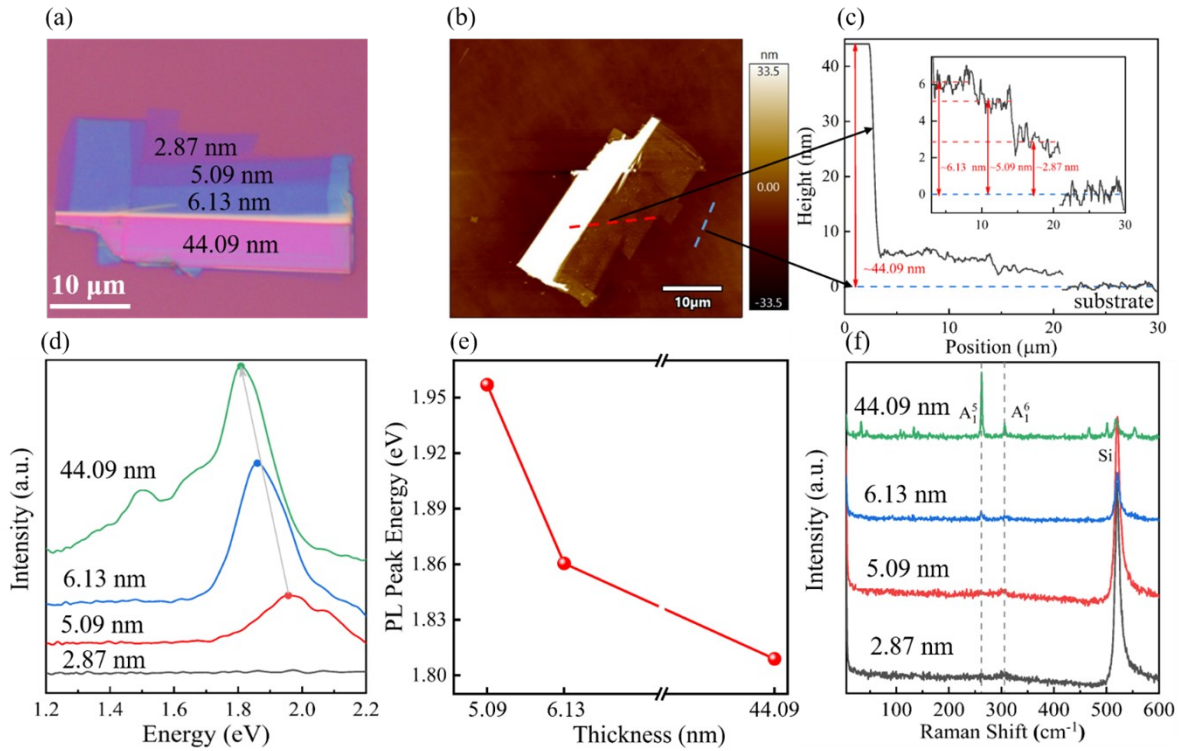 (a)
2.87 nm
5.09 nm
6.13 nm
44.09 nm
10 μm
(b)
nm
33.5
0.00
-33.5
10μm
(c)
Height (nm)
40
30
20
10
0
6
4
2
0
~6.13 nm
~5.09 nm
~2.87 nm
10
20
30
~44.09 nm
substrate
0
10
20
30
Position (μm)
(d)
Intensity (a.u.)
44.09 nm
6.13 nm
5.09 nm
2.87 nm
1.2 1.4 1.6 1.8 2.0 2.2
Energy (eV)
(e)
PL Peak Energy (eV)
1.95
1.92
1.89
1.86
1.83
1.80
5.09 6.13 44.09
Thickness (nm)
(f)
Intensity (a.u.)
44.09 nm
A₁⁵
A₁⁶
Si
6.13 nm
5.09 nm
2.87 nm
100 200 300 400 500 600
Raman Shift (cm⁻¹)